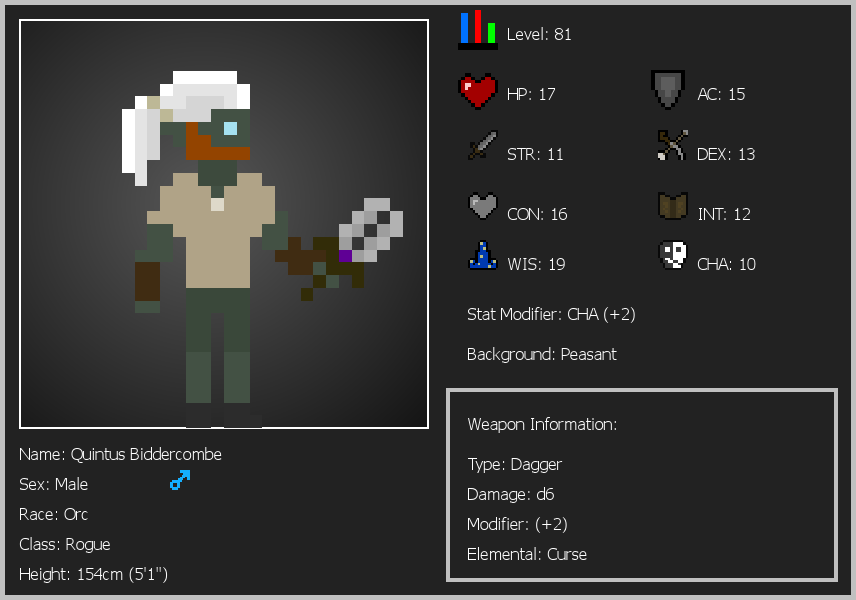 Level: 81
HP: 17
AC: 15
STR: 11
DEX: 13
CON: 16
INT: 12
WIS: 19
CHA: 10
Stat Modifier: CHA (+2)
Background: Peasant
Weapon Information:
Type: Dagger
Damage: d6
Modifier: (+2)
Elemental: Curse
Name: Quintus Biddercombe
Sex: Male
Race: Orc
Class: Rogue
Height: 154cm (5'1")